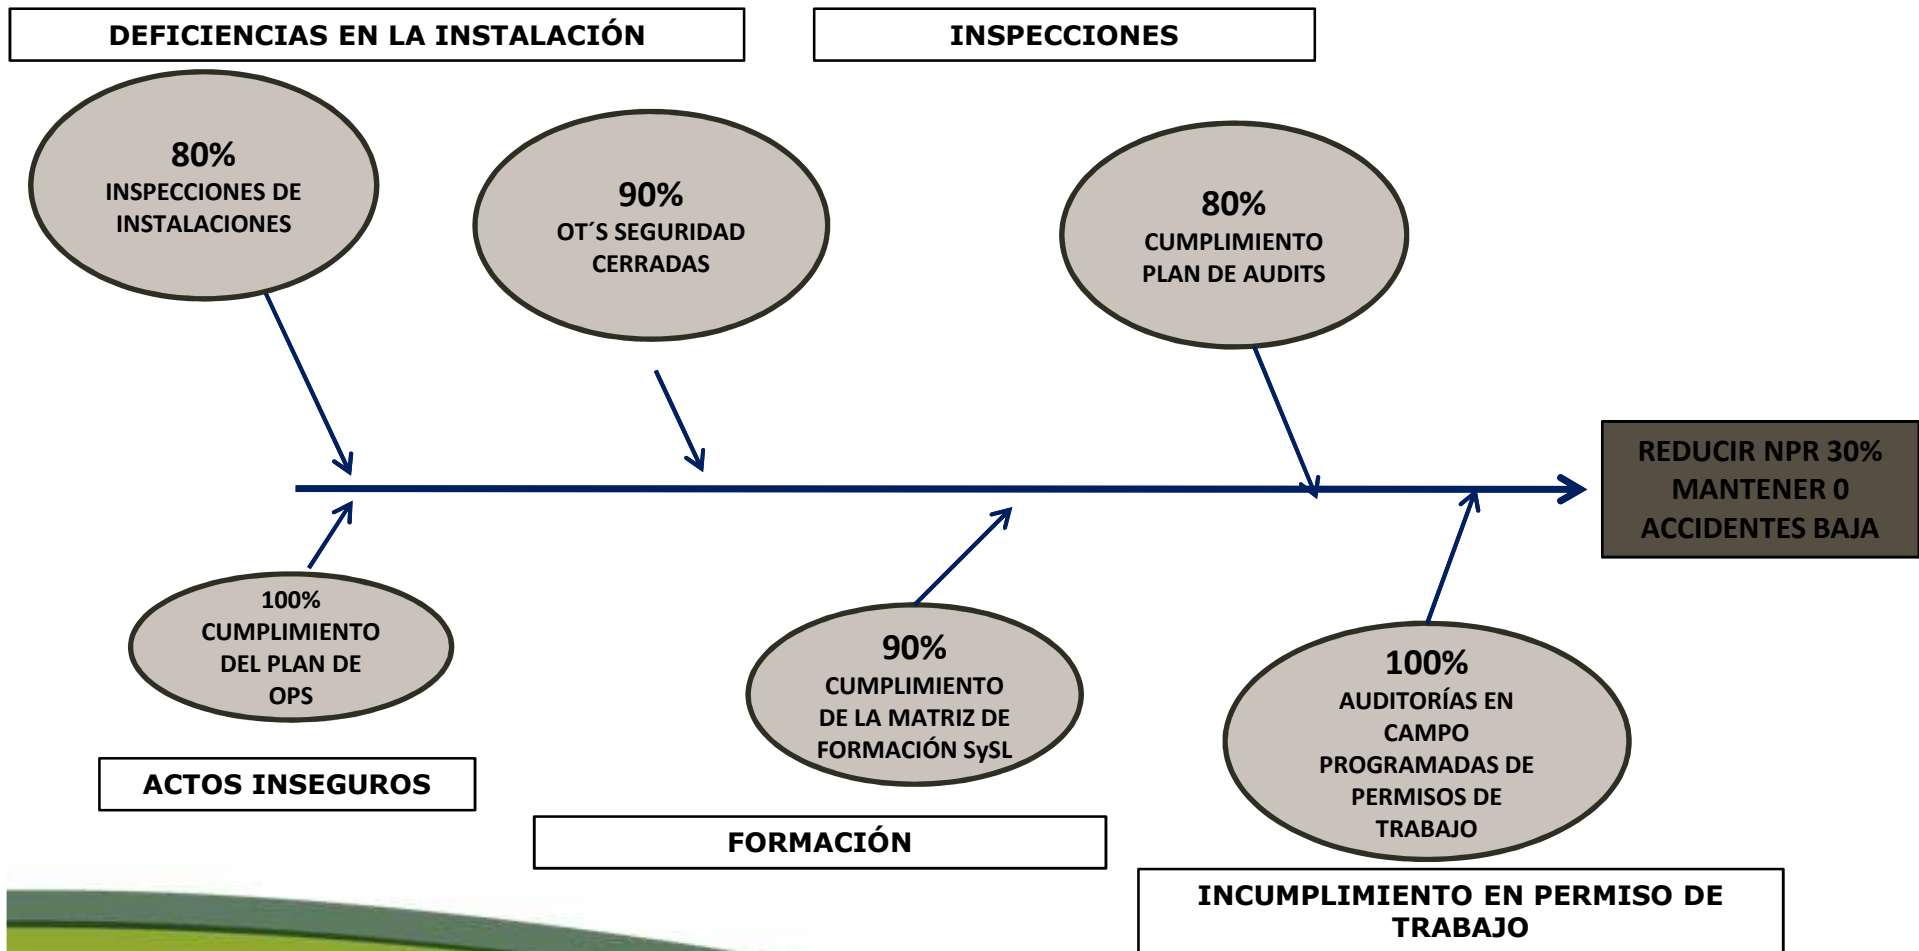 DEFICIENCIAS EN LA INSTALACIÓN
INSPECCIONES
80%
INSPECCIONES DE
INSTALACIONES
90%
OT´S SEGURIDAD
CERRADAS
80%
CUMPLIMIENTO
PLAN DE AUDITS
REDUCIR NPR 30%
MANTENER 0
ACCIDENTES BAJA
100%
CUMPLIMIENTO
DEL PLAN DE
OPS
90%
CUMPLIMIENTO
DE LA MATRIZ DE
FORMACIÓN SySL
100%
AUDITORÍAS EN
CAMPO
PROGRAMADAS DE
PERMISOS DE
TRABAJO
ACTOS INSEGUROS
FORMACIÓN
INCUMPLIMIENTO EN PERMISO DE
TRABAJO